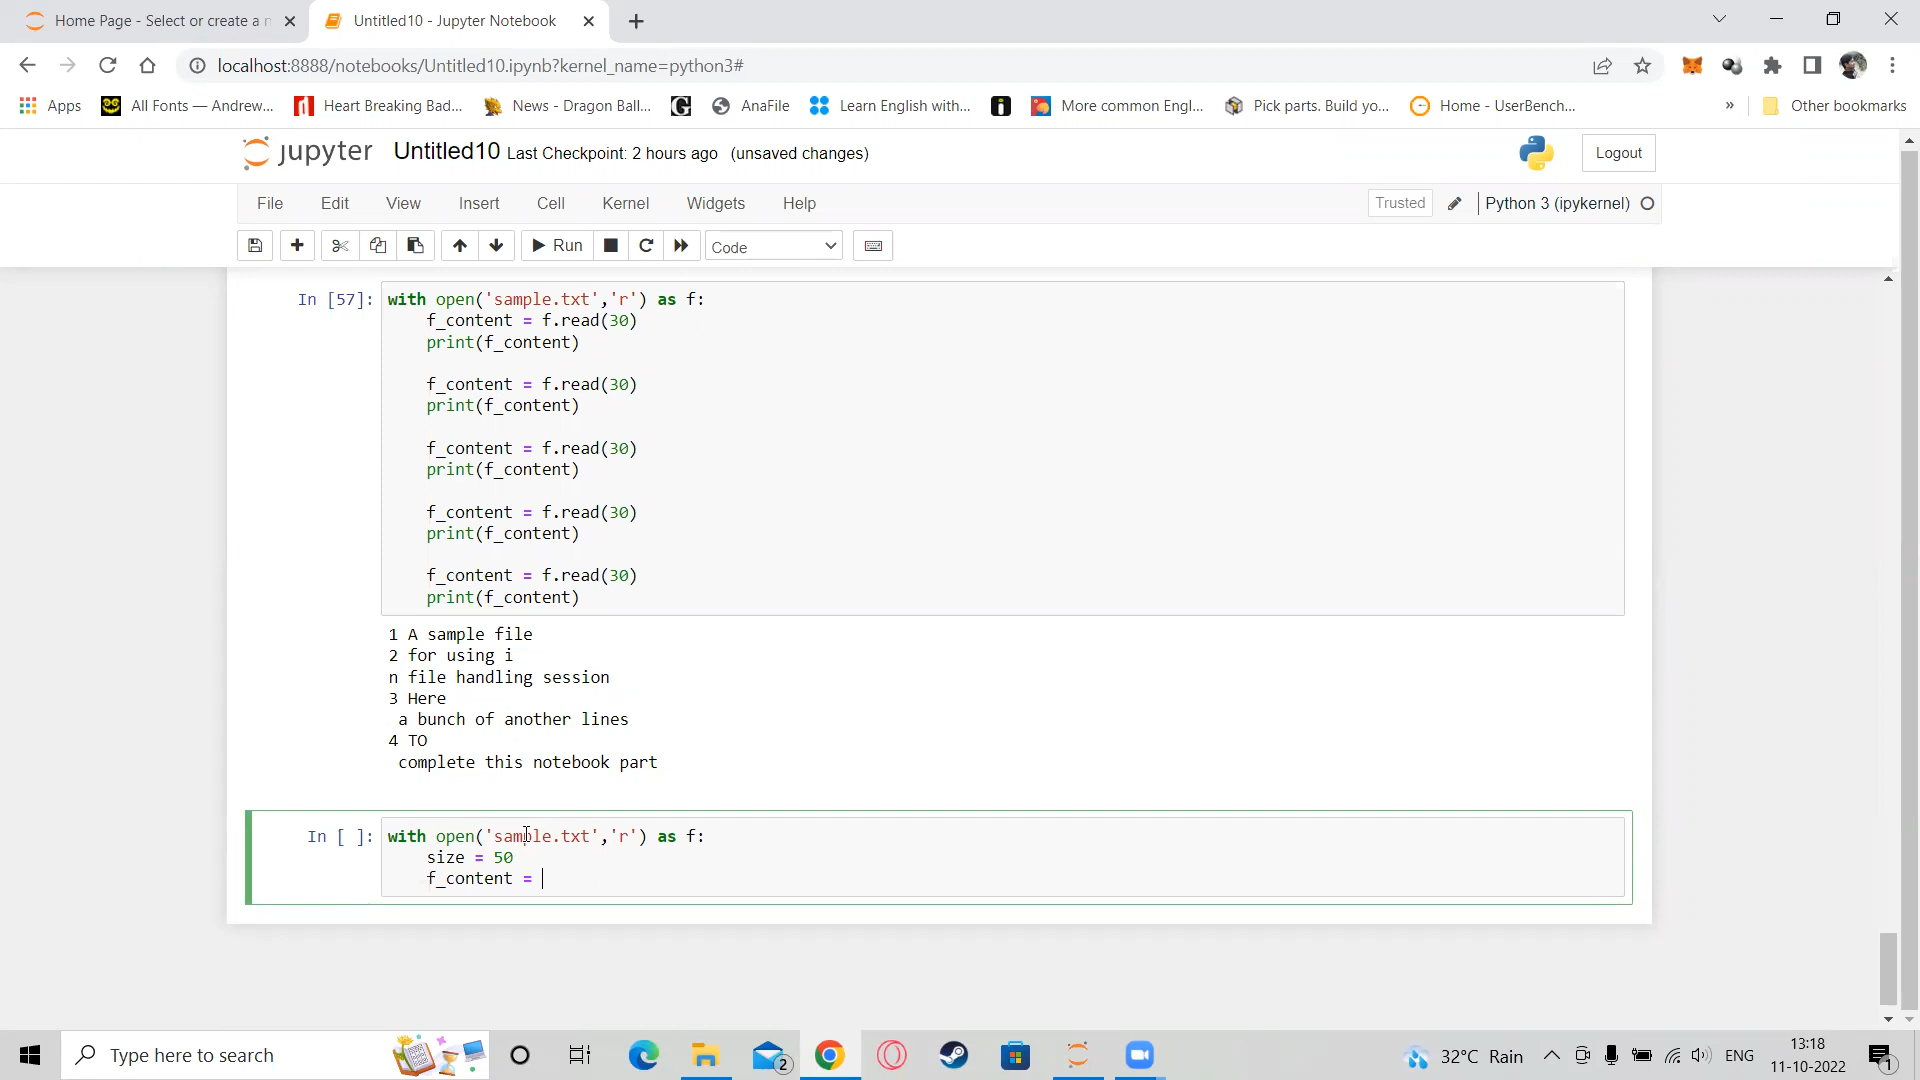 Home Page - Select or create a n
Untitled10 - Jupyter Notebook
localhost:8888/notebooks/Untitled10.ipynb?kernel_name=python3#
Apps
All Fonts — Andrew...
Heart Breaking Bad...
News - Dragon Ball...
AnaFile
Learn English with...
More common Engl...
Pick parts. Build yo...
Home - UserBench...
»
Other bookmarks
jupyter
Untitled10 Last Checkpoint: 2 hours ago (unsaved changes)
Logout
File
Edit
View
Insert
Cell
Kernel
Widgets
Help
Trusted
Python 3 (ipykernel)
Run
Code
In [57]:
with open('sample.txt','r') as f:
f_content = f.read(30)
print(f_content)
f_content = f.read(30)
print(f_content)
f_content = f.read(30)
print(f_content)
f_content = f.read(30)
print(f_content)
f_content = f.read(30)
print(f_content)
1 A sample file
2 for using i
n file handling session
3 Here
a bunch of another lines
4 TO
complete this notebook part
In [ ]:
with open('sample.txt','r') as f:
size = 50
f_content =
Type here to search
2
32°C Rain
ENG
13:18
11-10-2022
1